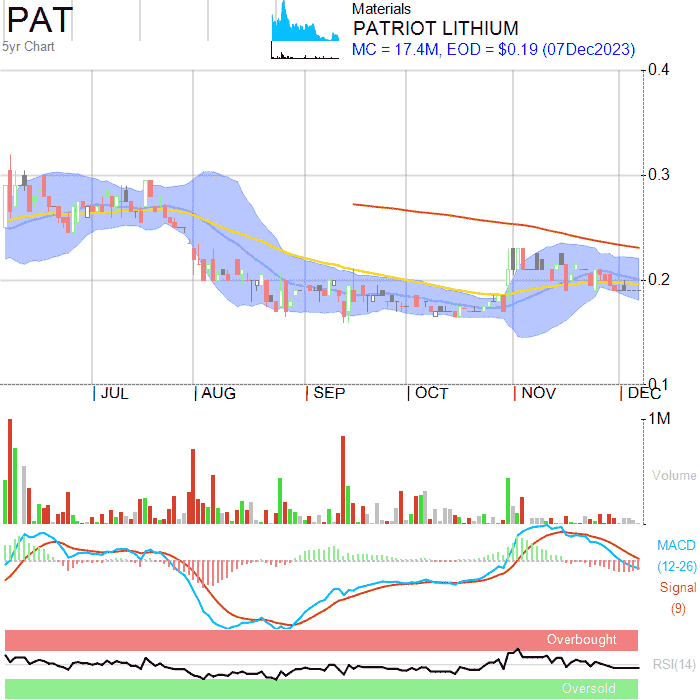 PAT
5yr Chart
Materials
PATRIOT LITHIUM
MC = 17.4M, EOD = $0.19 (07Dec2023)
0.4
0.3
0.2
0.1
JUL AUG SEP OCT NOV DEC
1M
Volume
MACD
(12-26)
Signal
(9)
Overbought
RSI(14)
Oversold